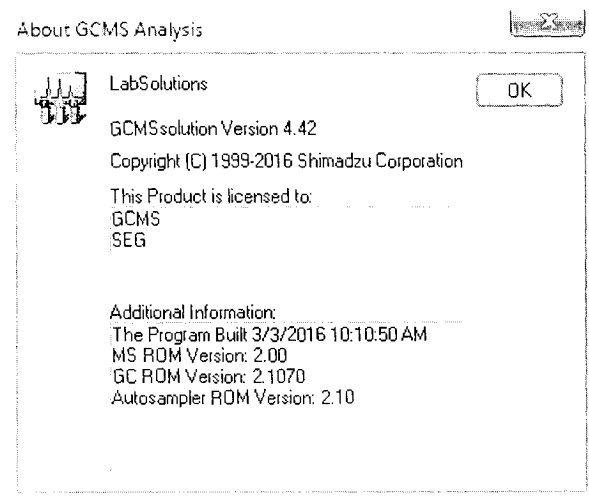 About GCMS Analysis
LabSolutions
OK
GCMSsolution Version 4.42
Copyright (C) 1999-2016 Shimadzu Corporation
This Product is licensed to:
GCMS
SEG
Additional Information:
The Program Built 3/3/2016 10:10:50 AM
MS ROM Version: 2.00
GC ROM Version: 2.1070
Autosampler ROM Version: 2.10